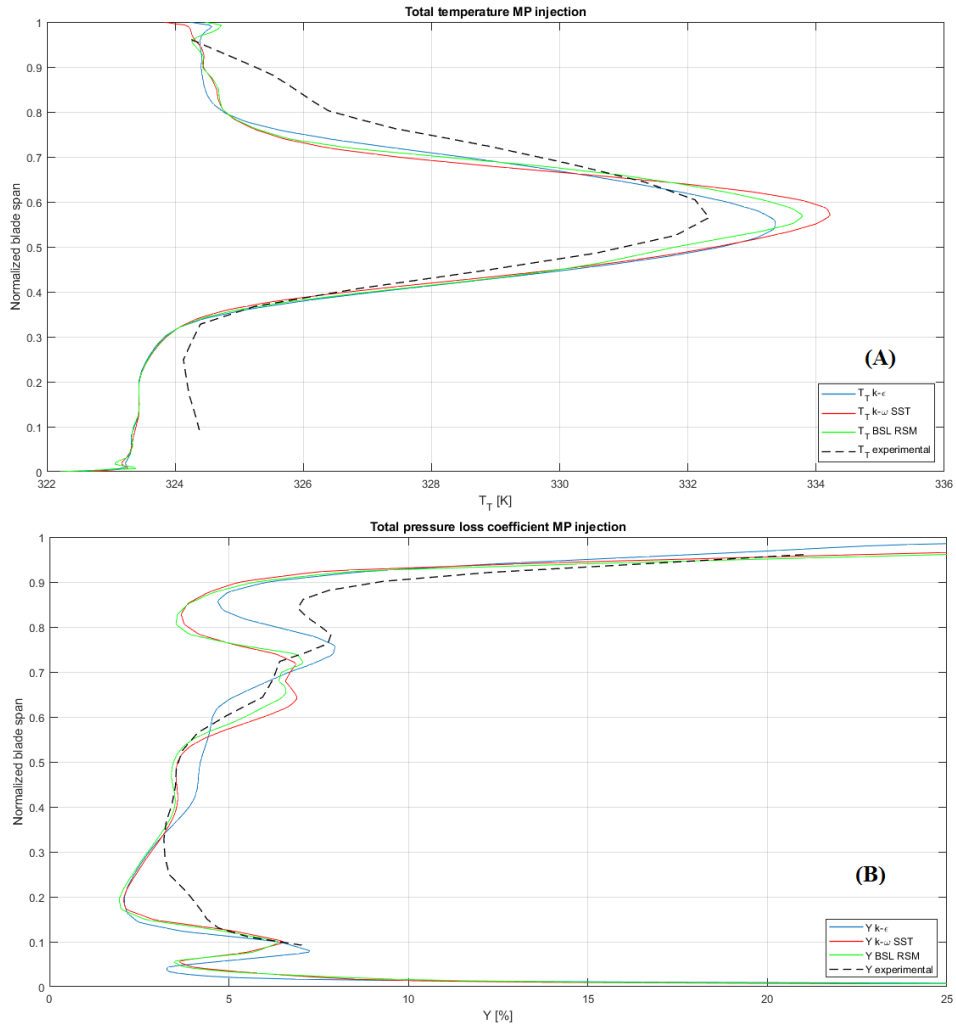 Total temperature MP injection
1
0.9
0.8
0.7
0.6
0.5
0.4
0.3
0.2
0.1
0
Normalized blade span
322
324
326
328
330
332
334
336
T_T [K]
(A)
T_T k-ϵ
T_T k-ω SST
T_T BSL RSM
T_T experimental
Total pressure loss coefficient MP injection
1
0.9
0.8
0.7
0.6
0.5
0.4
0.3
0.2
0.1
0
Normalized blade span
0
5
10
15
20
25
Y [%]
(B)
Y k-ϵ
Y k-ω SST
Y BSL RSM
Y experimental